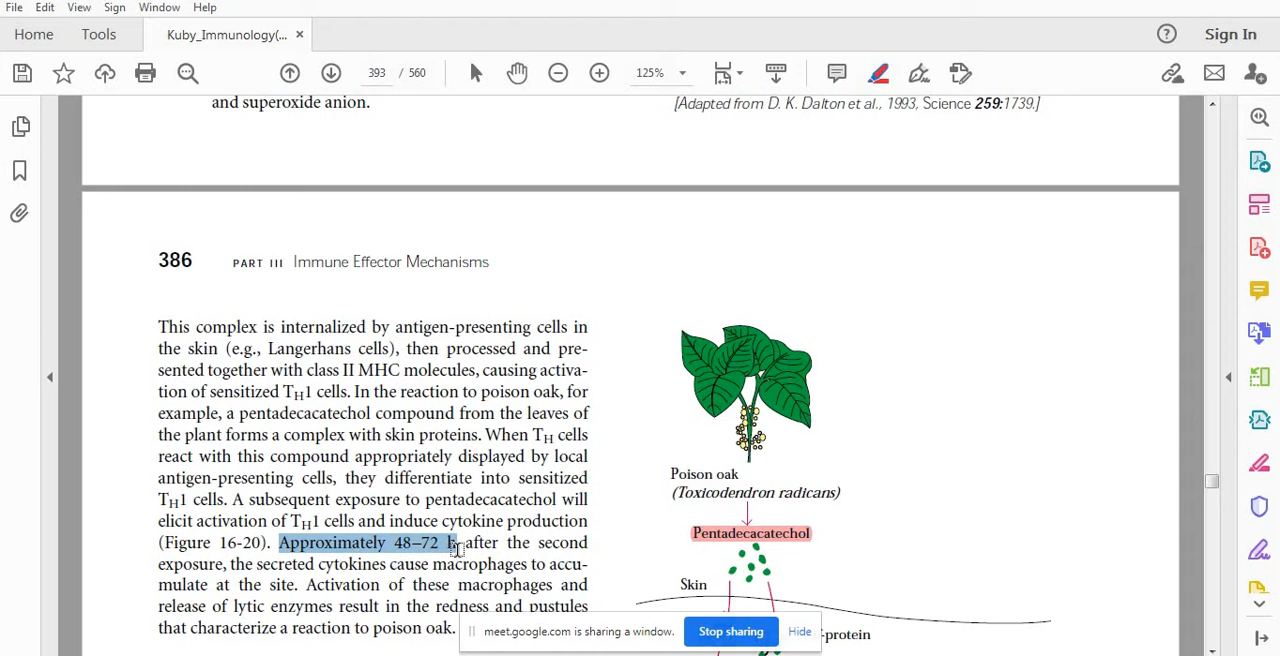 File Edit View Sign Window Help
Home Tools Kuby_Immunology(... × Sign In
393 / 560 125%
and superoxide anion.
[Adapted from D. K. Dalton et al., 1993, Science 259:1739.]
386 PART III Immune Effector Mechanisms
This complex is internalized by antigen-presenting cells in
the skin (e.g., Langerhans cells), then processed and pre-
sented together with class II MHC molecules, causing activa-
tion of sensitized TH1 cells. In the reaction to poison oak, for
example, a pentadecacatechol compound from the leaves of
the plant forms a complex with skin proteins. When TH cells
react with this compound appropriately displayed by local
antigen-presenting cells, they differentiate into sensitized
TH1 cells. A subsequent exposure to pentadecacatechol will
elicit activation of TH1 cells and induce cytokine production
(Figure 16-20). Approximately 48–72 h after the second
exposure, the secreted cytokines cause macrophages to accu-
mulate at the site. Activation of these macrophages and
release of lytic enzymes result in the redness and pustules
that characterize a reaction to poison oak.
Poison oak
(Toxicodendron radicans)
Pentadecacatechol
Skin
-protein
meet.google.com is sharing a window. Stop sharing Hide